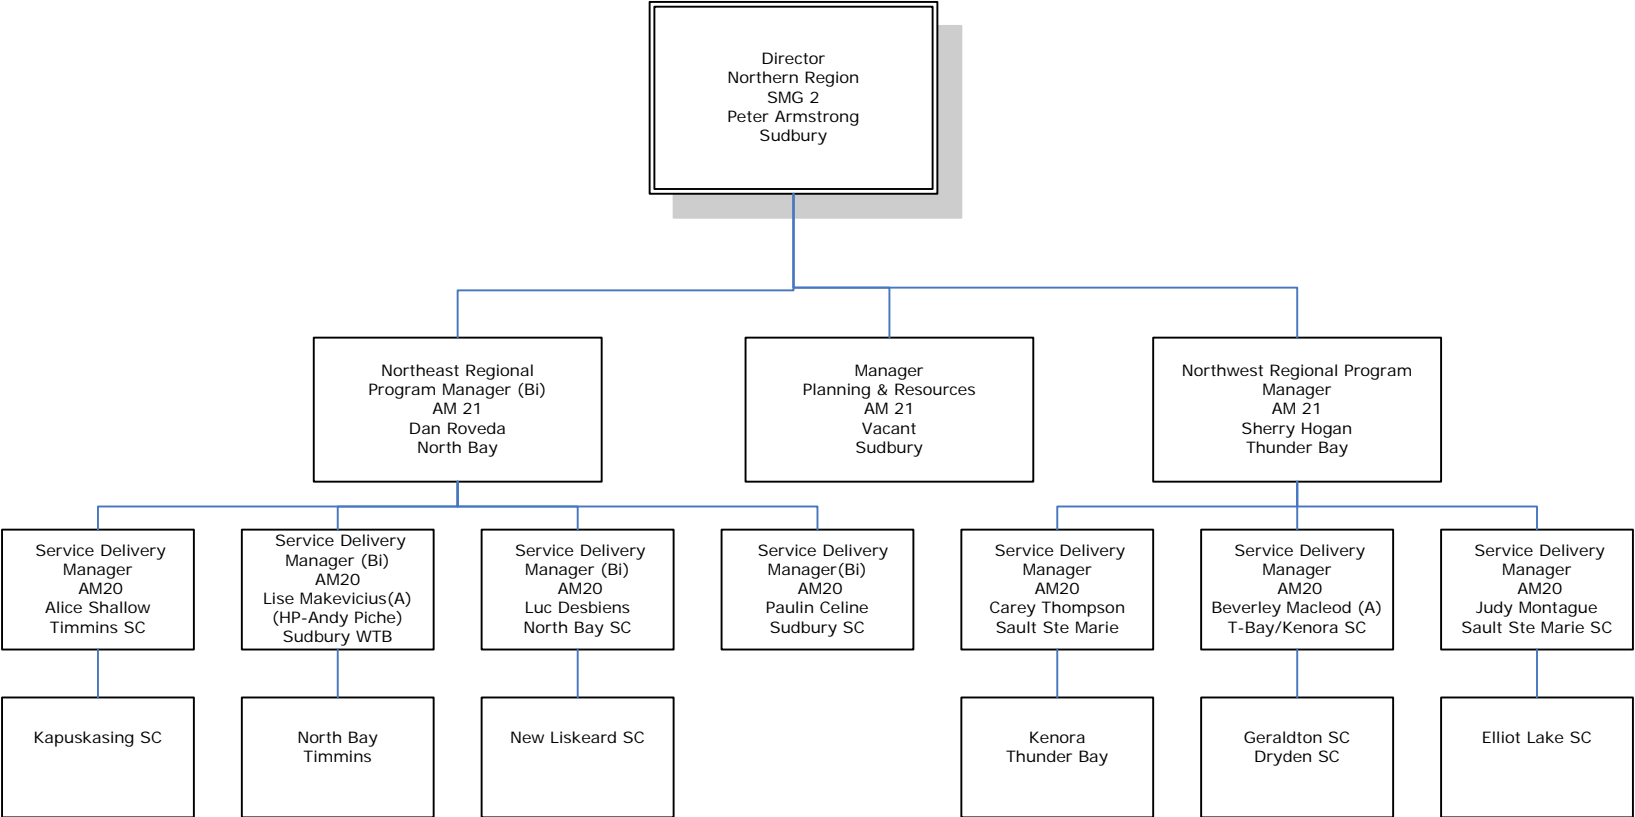 Director
Northern Region
SMG 2
Peter Armstrong
Sudbury
Northeast Regional
Program Manager (Bi)
AM 21
Dan Roveda
North Bay
Manager
Planning & Resources
AM 21
Vacant
Sudbury
Northwest Regional Program
Manager
AM 21
Sherry Hogan
Thunder Bay
Service Delivery
Manager
AM20
Alice Shallow
Timmins SC
Service Delivery
Manager (Bi)
AM20
Lise Makevicius(A)
(HP-Andy Piche)
Sudbury WTB
Service Delivery
Manager (Bi)
AM20
Luc Desbiens
North Bay SC
Service Delivery
Manager(Bi)
AM20
Paulin Celine
Sudbury SC
Service Delivery
Manager
AM20
Carey Thompson
Sault Ste Marie
Service Delivery
Manager
AM20
Beverley Macleod (A)
T-Bay/Kenora SC
Service Delivery
Manager
AM20
Judy Montague
Sault Ste Marie SC
Kapuskasing SC
North Bay
Timmins
New Liskeard SC
Kenora
Thunder Bay
Geraldton SC
Dryden SC
Elliot Lake SC